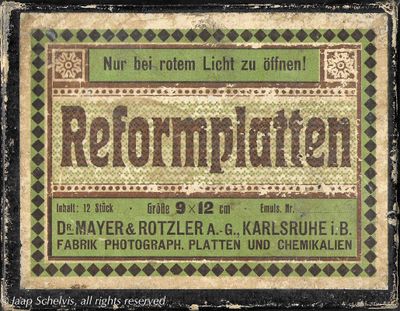 Nur bei rotem Licht zu öffnen!
Reformplatten
Inhalt: 12 Stück · Größe 9×12 cm Emuls. Nr.
DR. MAYER & ROTZLER A.-G., KARLSRUHE i. B.
FABRIK PHOTOGRAPH. PLATTEN UND CHEMIKALIEN
©Jaap Schelvis, all rights reserved